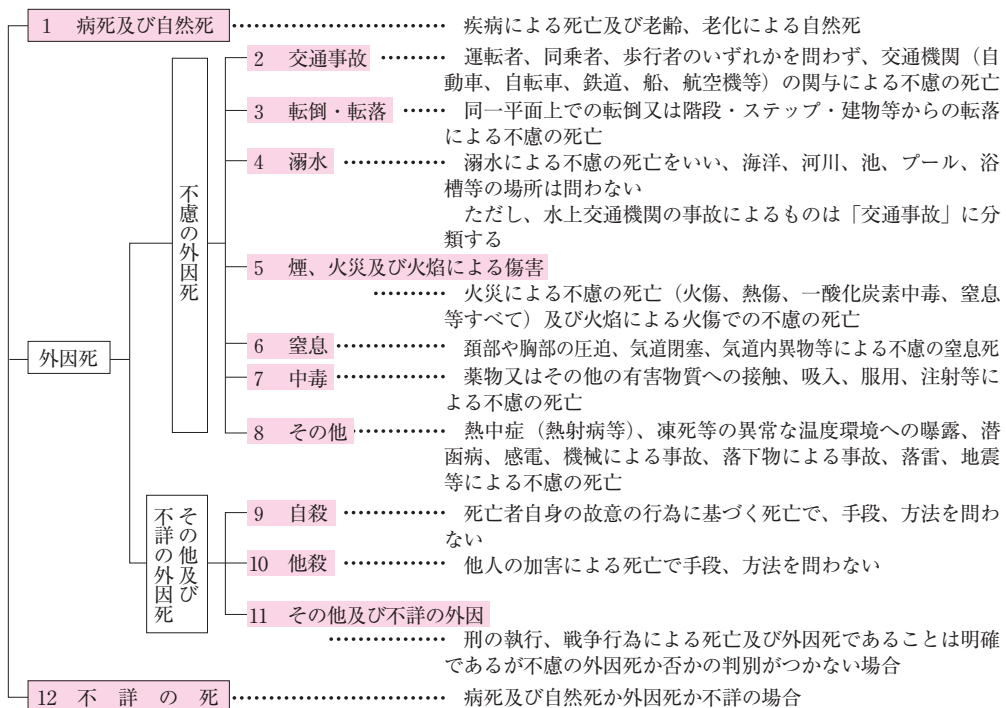 1 病死及び自然死 ………………………… 疾病による死亡及び老齢、老化による自然死
不慮の外因死
2 交通事故 ……… 運転者、同乗者、歩行者のいずれかを問わず、交通機関（自
動車、自転車、鉄道、船、航空機等）の関与による不慮の死亡
3 転倒・転落 …… 同一平面上での転倒又は階段・ステップ・建物等からの転落
による不慮の死亡
4 溺水 …………… 溺水による不慮の死亡をいい、海洋、河川、池、プール、浴
槽等の場所は問わない
ただし、水上交通機関の事故によるものは「交通事故」に分
類する
5 煙、火災及び火焔による傷害
………… 火災による不慮の死亡（火傷、熱傷、一酸化炭素中毒、窒息
等すべて）及び火焔による火傷での不慮の死亡
外因死
6 窒息 …………… 頚部や胸部の圧迫、気道閉塞、気道内異物等による不慮の窒息死
7 中毒 …………… 薬物又はその他の有害物質への接触、吸入、服用、注射等に
よる不慮の死亡
8 その他 ………… 熱中症（熱射病等）、凍死等の異常な温度環境への曝露、潜
函病、感電、機械による事故、落下物による事故、落雷、地震
等による不慮の死亡
その他及び
不詳の外因死
9 自殺 …………… 死亡者自身の故意の行為に基づく死亡で、手段、方法を問わ
ない
10 他殺 …………… 他人の加害による死亡で手段、方法を問わない
11 その他及び不詳の外因
…………… 刑の執行、戦争行為による死亡及び外因死であることは明確
であるが不慮の外因死か否かの判別がつかない場合
12 不詳の死 ………………………… 病死及び自然死か外因死か不詳の場合